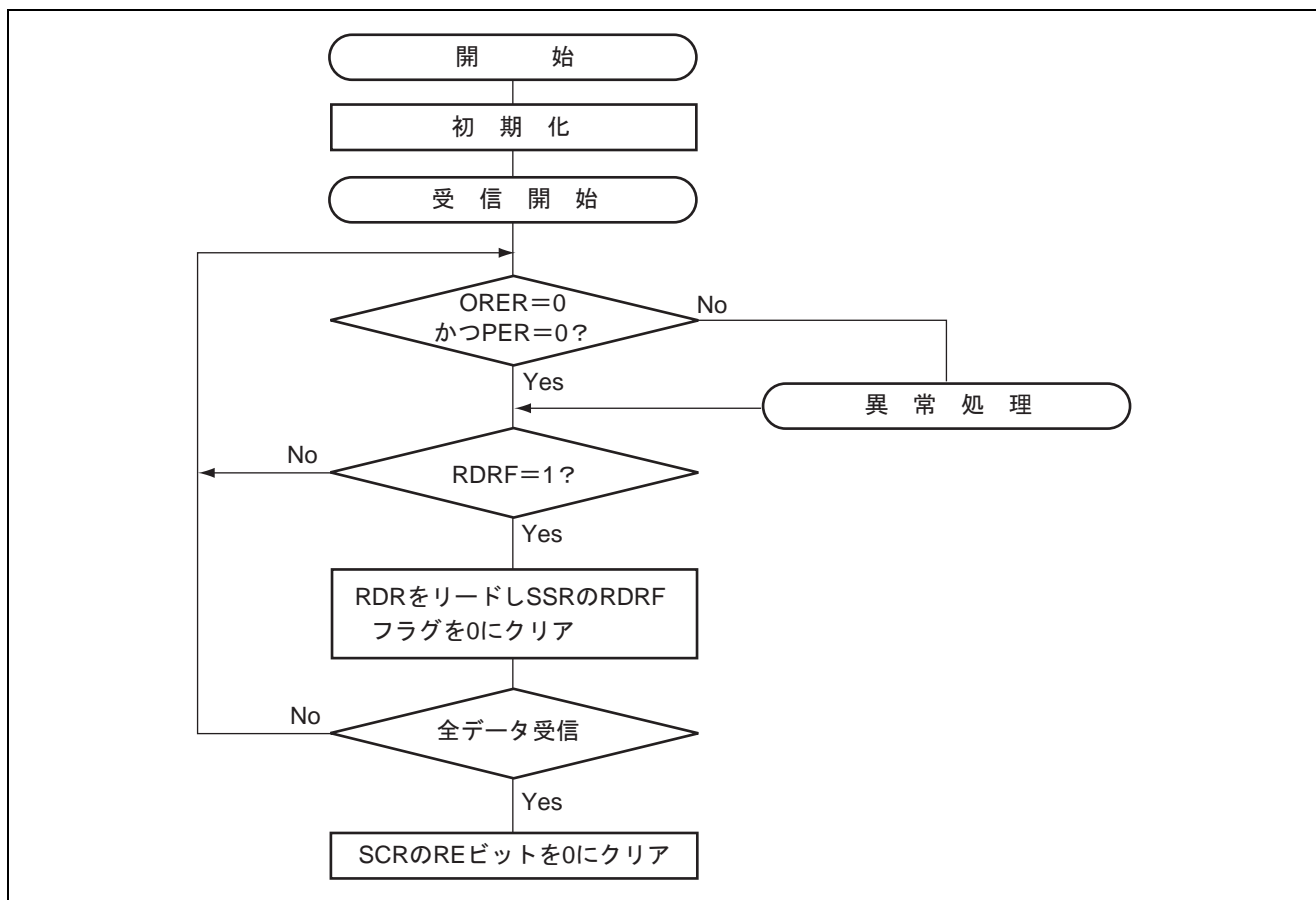 開始
初期化
受信開始
ORER=0
かつPER=0?
No
Yes
異常処理
No
RDRF=1?
Yes
RDRをリードしSSRのRDRF
フラグを0にクリア
No
全データ受信
Yes
SCRのREビットを0にクリア